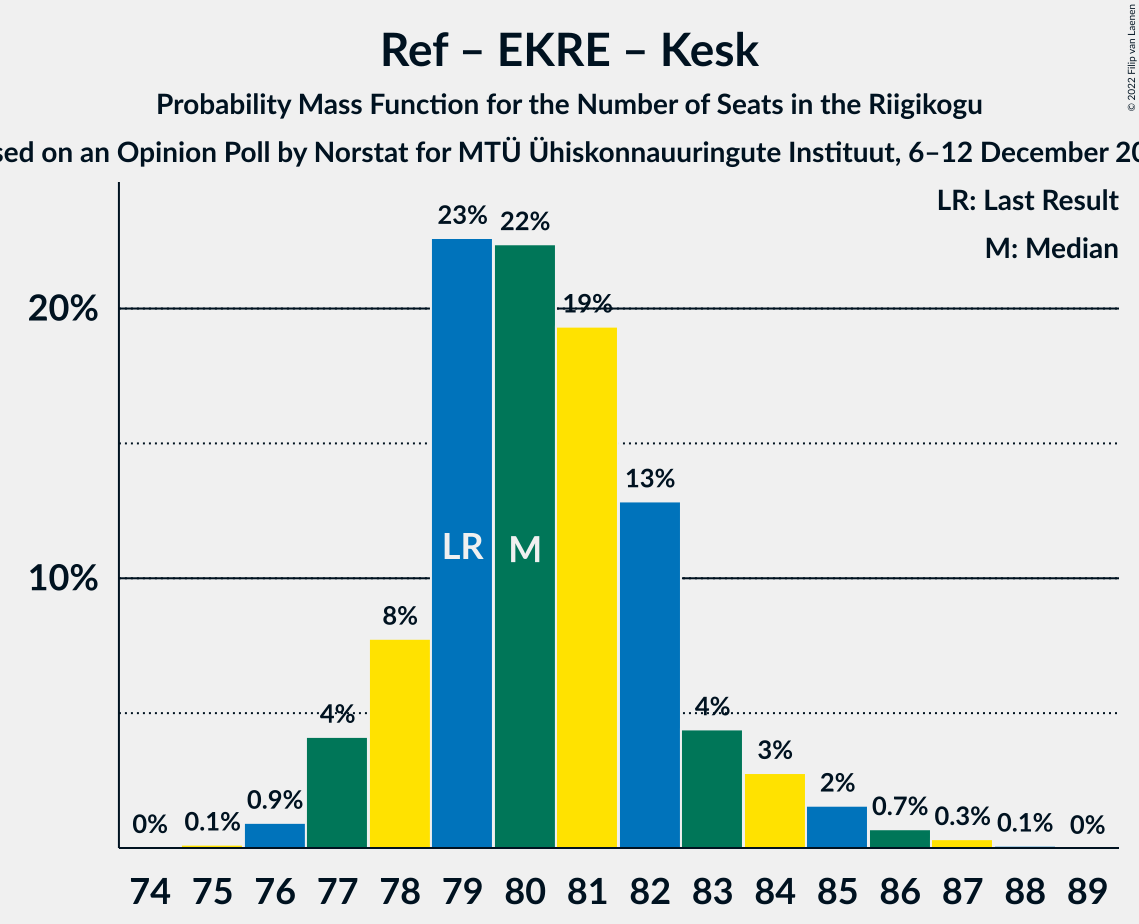 Ref – EKRE – Kesk
Probability Mass Function for the Number of Seats in the Riigikogu
on an Opinion Poll by Norstat for MTÜ Ühiskonnauuringute Instituut, 6–12 December
© 2022 Filip van Laenen
LR: Last Result
M: Median
23%
22%
20%
19%
13%
LR
M
10%
8%
4%
4%
3%
2%
0%
0.1%
0.9%
0.7%
0.3%
0.1%
0%
74 75 76 77 78 79 80 81 82 83 84 85 86 87 88 89